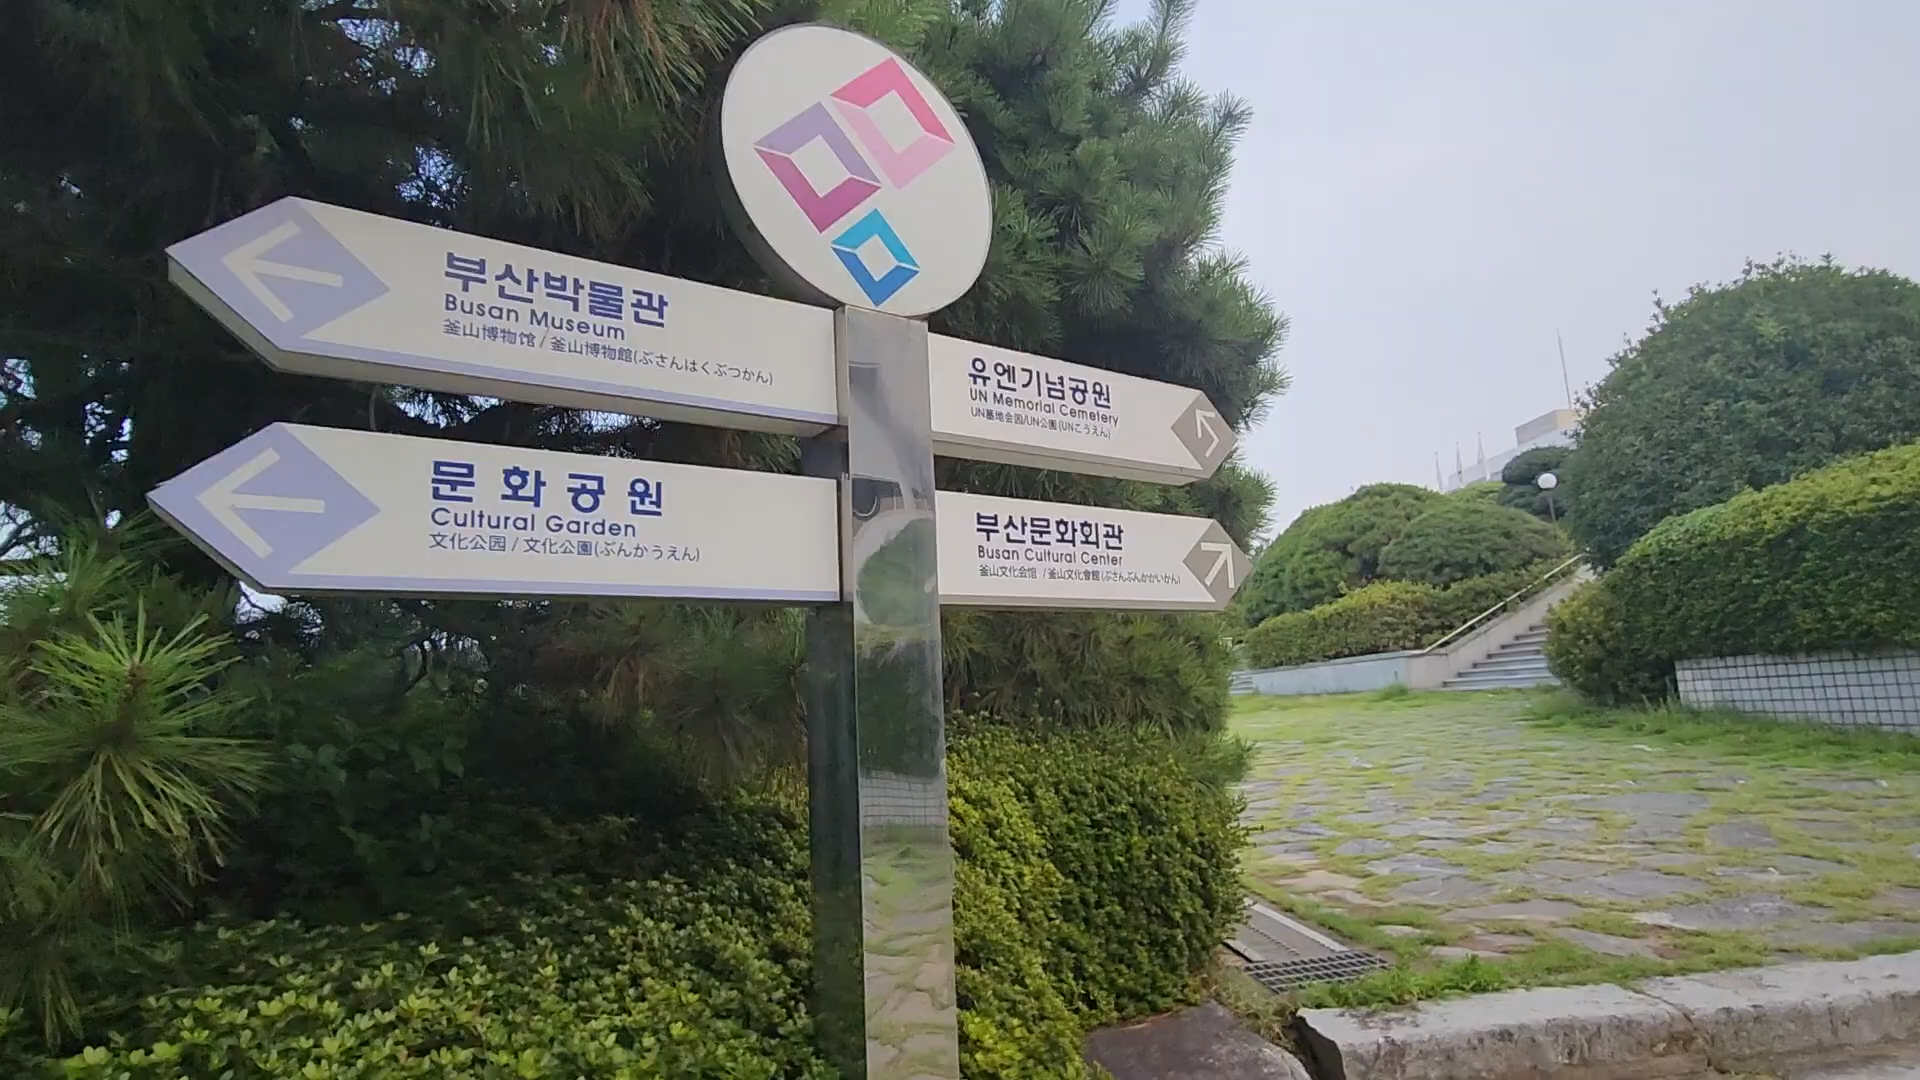 부산박물관
Busan Museum
釜山博物馆 / 釜山博物館(ぶさんはくぶつかん)
문화공원
Cultural Garden
文化公园 / 文化公園(ぶんかうえん)
유엔기념공원
UN Memorial Cemetery
UN墓地会园/UN公園(UNこうえん)
부산문화회관
Busan Cultural Center
釜山文化会馆 / 釜山文化會館(ぶさんぶんかかいかん)